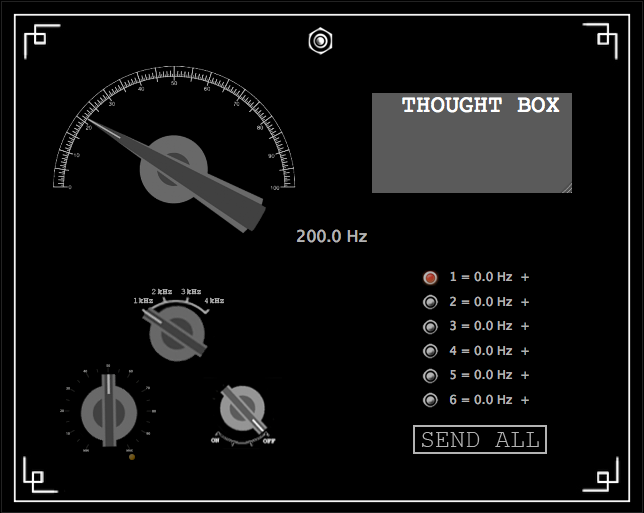 THOUGHT BOX
0
10
20
30
40
50
60
70
80
90
100
200.0 Hz
1 kHz
2 kHz
3 kHz
4 kHz
1 = 0.0 Hz +
2 = 0.0 Hz +
3 = 0.0 Hz +
4 = 0.0 Hz +
5 = 0.0 Hz +
6 = 0.0 Hz +
ON
OFF
SEND ALL